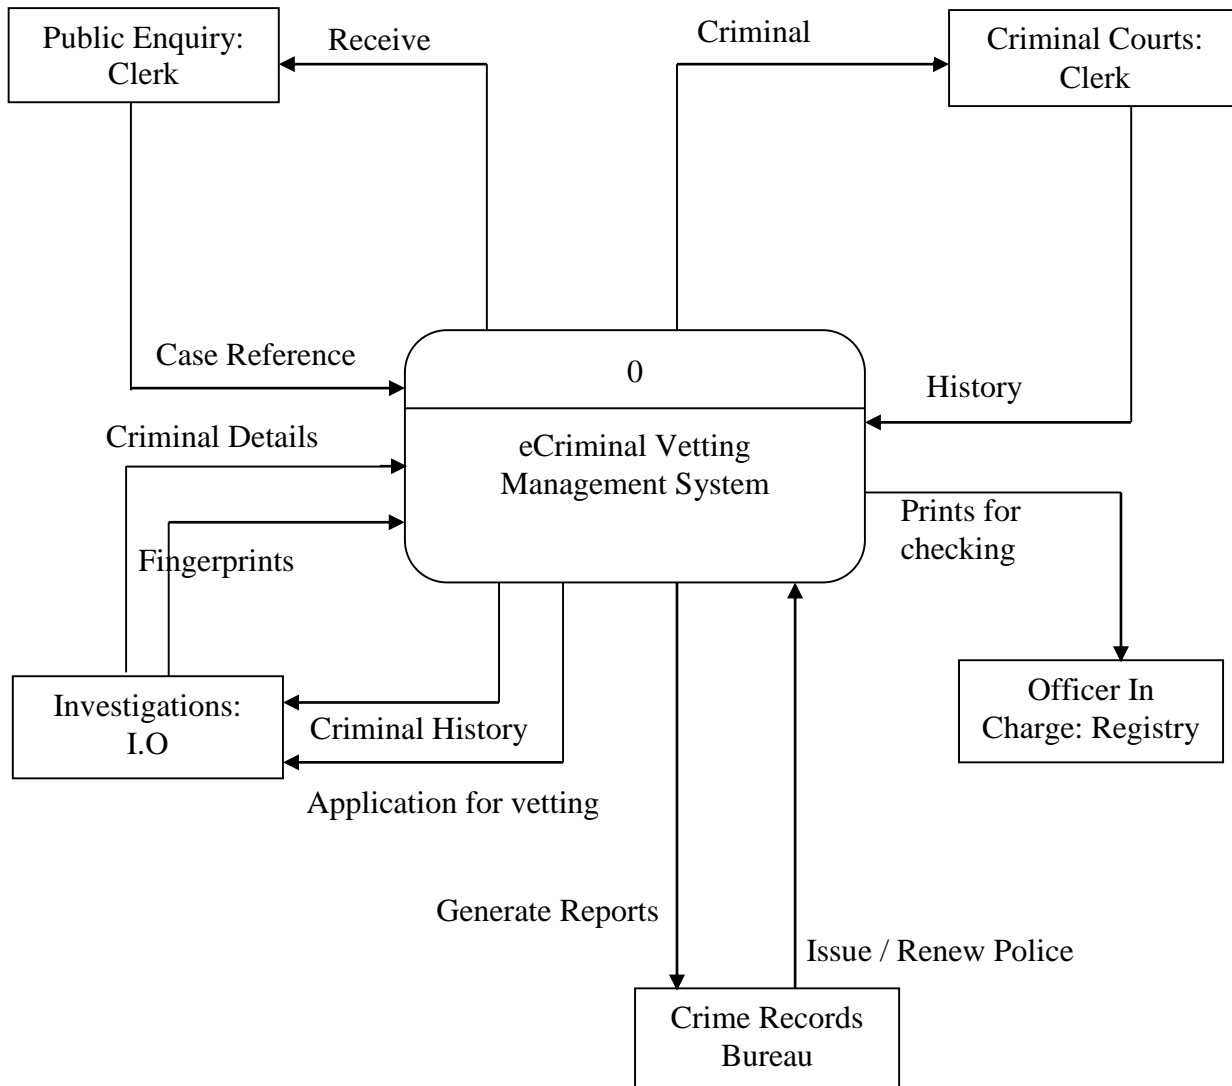 Public Enquiry:
Clerk
Receive
Criminal
Criminal Courts:
Clerk
Case Reference
0
History
Criminal Details
eCriminal Vetting
Management System
Prints for
checking
Fingerprints
Investigations:
I.O
Criminal History
Officer In
Charge: Registry
Application for vetting
Generate Reports
Issue / Renew Police
Crime Records
Bureau